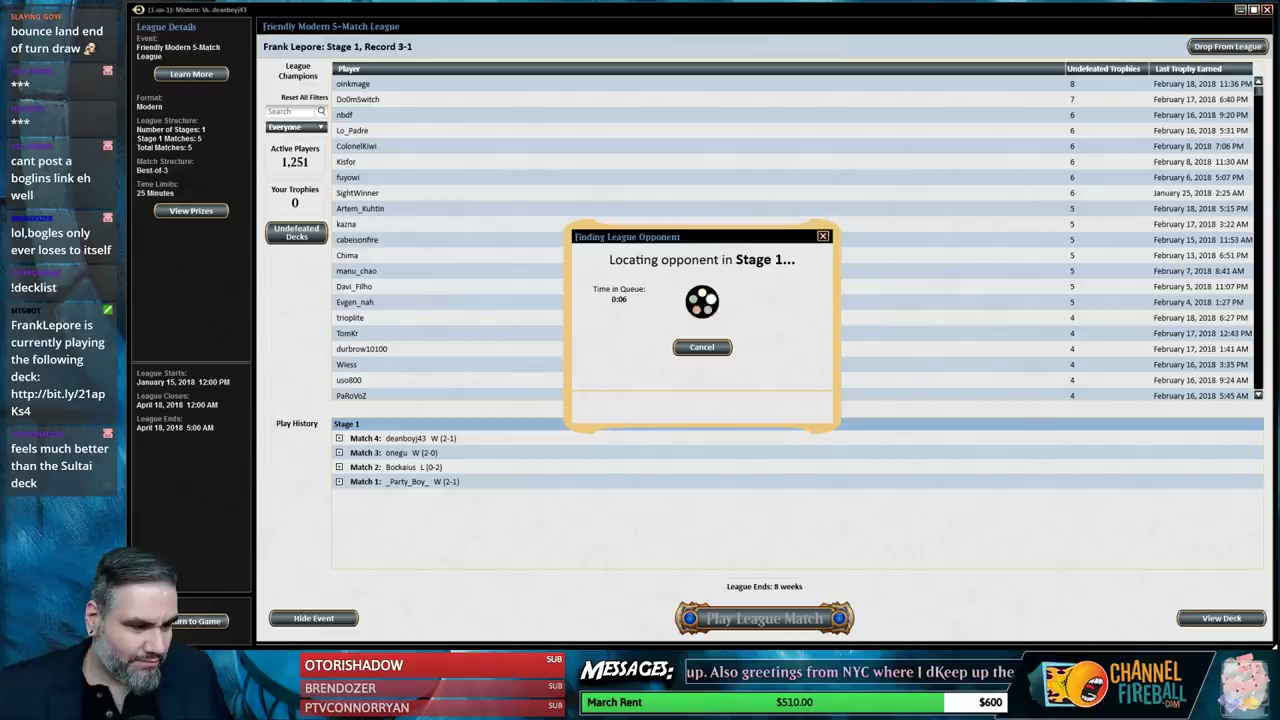 SLAYING_GOYF
bounce land end
of turn draw
***
***
cant post a
boglins link eh
well
BRENDOZER
lol,bogles only
ever loses to itself
!decklist
MTGBOT
FrankLepore is
currently playing the
following
deck:
http://bit.ly/21ap
Ks4
feels much better
than the Sultai
deck
(1-on-1) Modern: Vs. deanboyj43
League Details
Event:
Friendly Modern 5-Match
League
Learn More
Format:
Modern
League Structure:
Number of Stages: 1
Stage 1 Matches: 5
Total Matches: 5
Match Structure:
Best-of-3
Time Limits:
25 Minutes
View Prizes
League Starts:
January 15, 2018 12:00 PM
League Closes:
April 18, 2018 12:00 AM
League Ends:
April 18, 2018 5:00 AM
urn to Game
Friendly Modern 5-Match League
Frank Lepore: Stage 1, Record 3-1
Drop From League
League
Champions
Reset All Filters
Search
Everyone
Active Players
1,251
Your Trophies
0
Undefeated
Decks
Player Undefeated Trophies Last Trophy Earned
oinkmage 8 February 18, 2018 11:36 PM
Do0mSwitch 7 February 17, 2018 6:40 PM
nbdf 6 February 16, 2018 9:20 PM
Lo_Padre 6 February 16, 2018 5:31 PM
ColonelKiwi 6 February 8, 2018 7:06 PM
Kisfor 6 February 8, 2018 11:30 AM
fuyowi 6 February 6, 2018 5:07 PM
SightWinner 6 January 25, 2018 2:25 AM
Artem_Kuhtin 5 February 18, 2018 5:15 PM
kazna 5 February 17, 2018 3:22 AM
cabeisonfire 5 February 15, 2018 11:53 AM
Chima 5 February 13, 2018 6:51 PM
manu_chao 5 February 7, 2018 8:41 AM
Davi_Filho 5 February 5, 2018 11:07 PM
Evgen_nah 5 February 4, 2018 1:27 PM
trioplite 4 February 18, 2018 6:27 PM
TomKr 4 February 17, 2018 12:43 PM
durbrow10100 4 February 17, 2018 1:41 AM
Wiess 4 February 16, 2018 3:35 PM
uso800 4 February 16, 2018 9:24 AM
PaRoVoZ 4 February 16, 2018 5:45 AM
Finding League Opponent
Locating opponent in Stage 1...
Time in Queue:
0:06
Cancel
Play History
Stage 1
Match 4: deanboyj43 W (2-1)
Match 3: onegu W (2-0)
Match 2: Bockaius L (0-2)
Match 1: _Party_Boy_ W (2-1)
League Ends: 8 weeks
Hide Event
Play League Match
View Deck
OTORISHADOW SUB
BRENDOZER SUB
PTVCONNORRYAN SUB
MESSAGES:
up. Also greetings from NYC where I dKeep up the
March Rent $510.00 $600
CHANNEL
FIREBALL
.COM